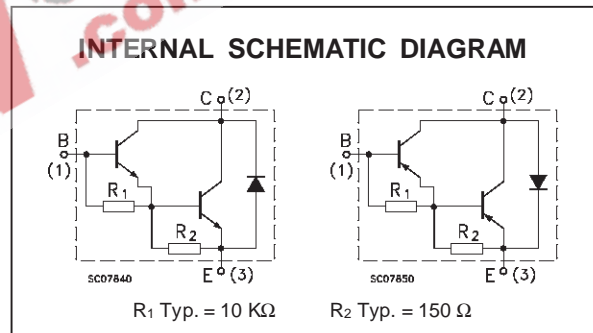 .com
INTERNAL SCHEMATIC DIAGRAM
C (2)
B
(1)
R1
R2
SC07840
E (3)
C (2)
B
(1)
R1
R2
SC07850
E (3)
R1 Typ. = 10 KΩ
R2 Typ. = 150 Ω